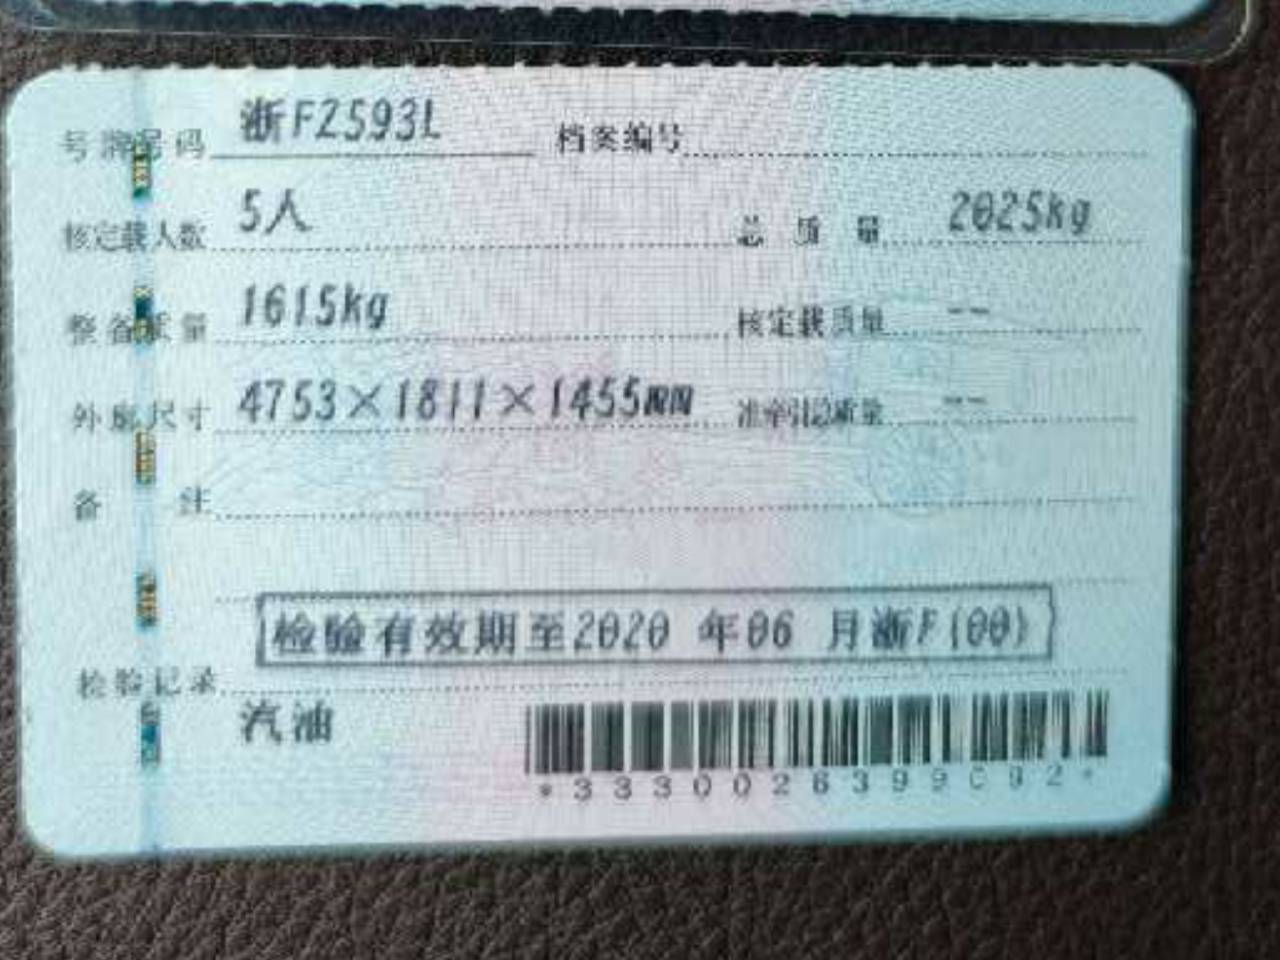 号牌号码 浙FZ593L 档案编号
核定载人数 5人 总质量 2025kg
整备质量 1615kg 核定载质量 --
外廓尺寸 4753×1811×1455mm 准牵引总质量 --
备注
检验有效期至2020 年06 月浙F(00)
检验记录
汽油